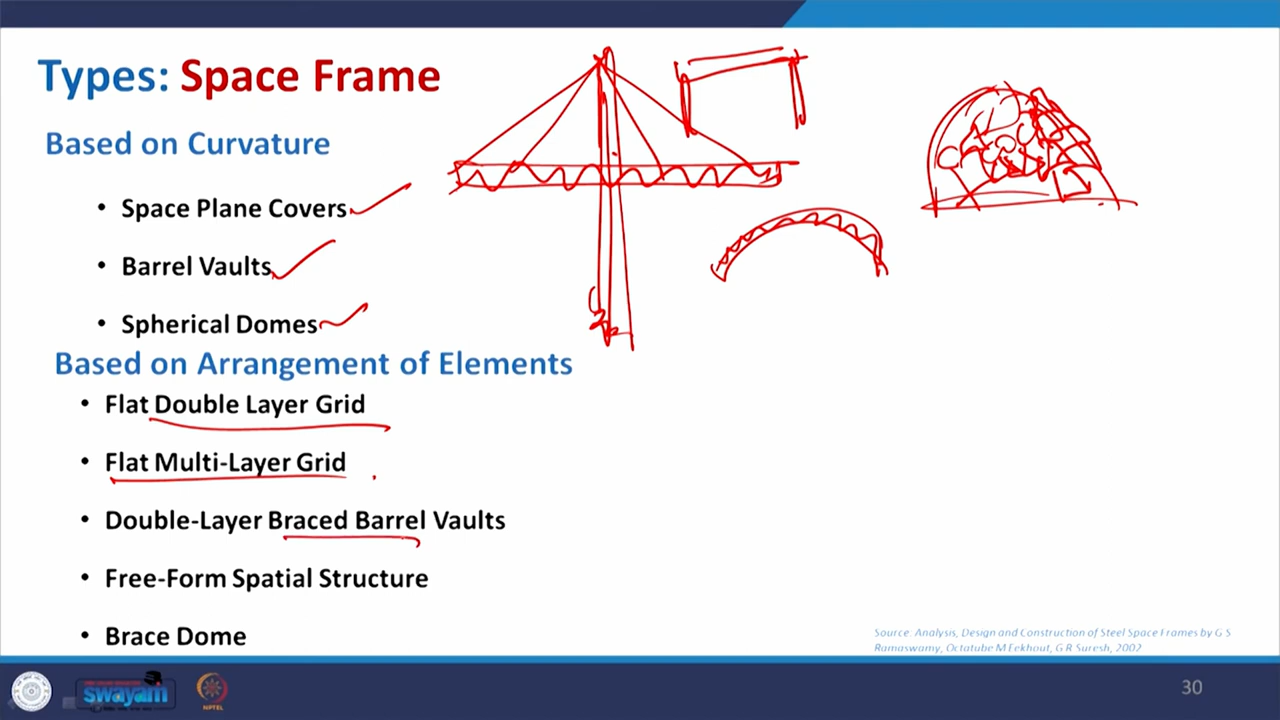 Types: Space Frame
Based on Curvature
• Space Plane Covers
• Barrel Vaults
• Spherical Domes
Based on Arrangement of Elements
• Flat Double Layer Grid
• Flat Multi-Layer Grid
• Double-Layer Braced Barrel Vaults
• Free-Form Spatial Structure
• Brace Dome
Source: Analysis, Design and Construction of Steel Space Frames by G S
Ramaswamy, Octatube M Eekhout, G R Suresh, 2002
swayam
NPTEL
30